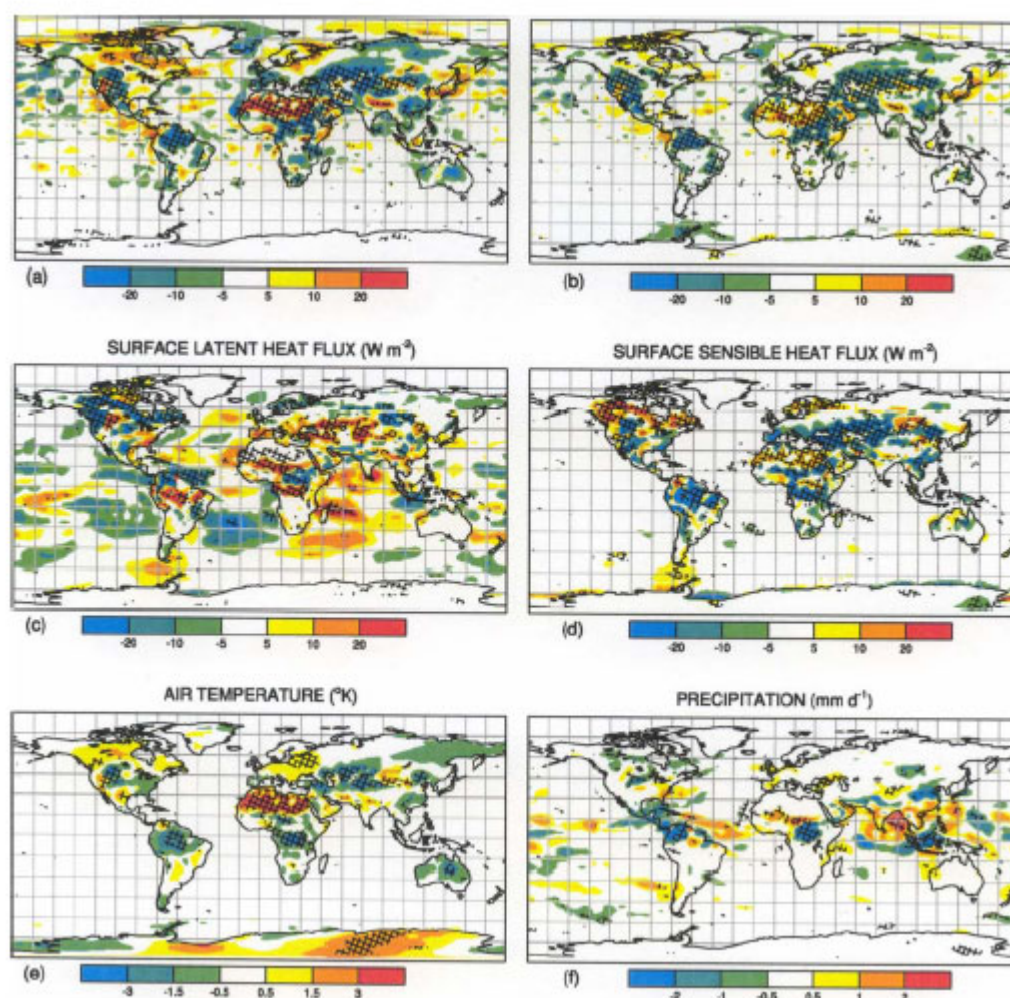 (a)
-20 -10 -5 5 10 20
(b)
-20 -10 -5 5 10 20
SURFACE LATENT HEAT FLUX (W m⁻²)
(c)
-20 -10 -5 5 10 20
SURFACE SENSIBLE HEAT FLUX (W m⁻²)
(d)
-20 -10 -5 5 10 20
AIR TEMPERATURE (°K)
(e)
-3 -1.5 -0.5 0.5 1.5 3
PRECIPITATION (mm d⁻¹)
(f)
-2 -1 -0.5 0.5 1 3